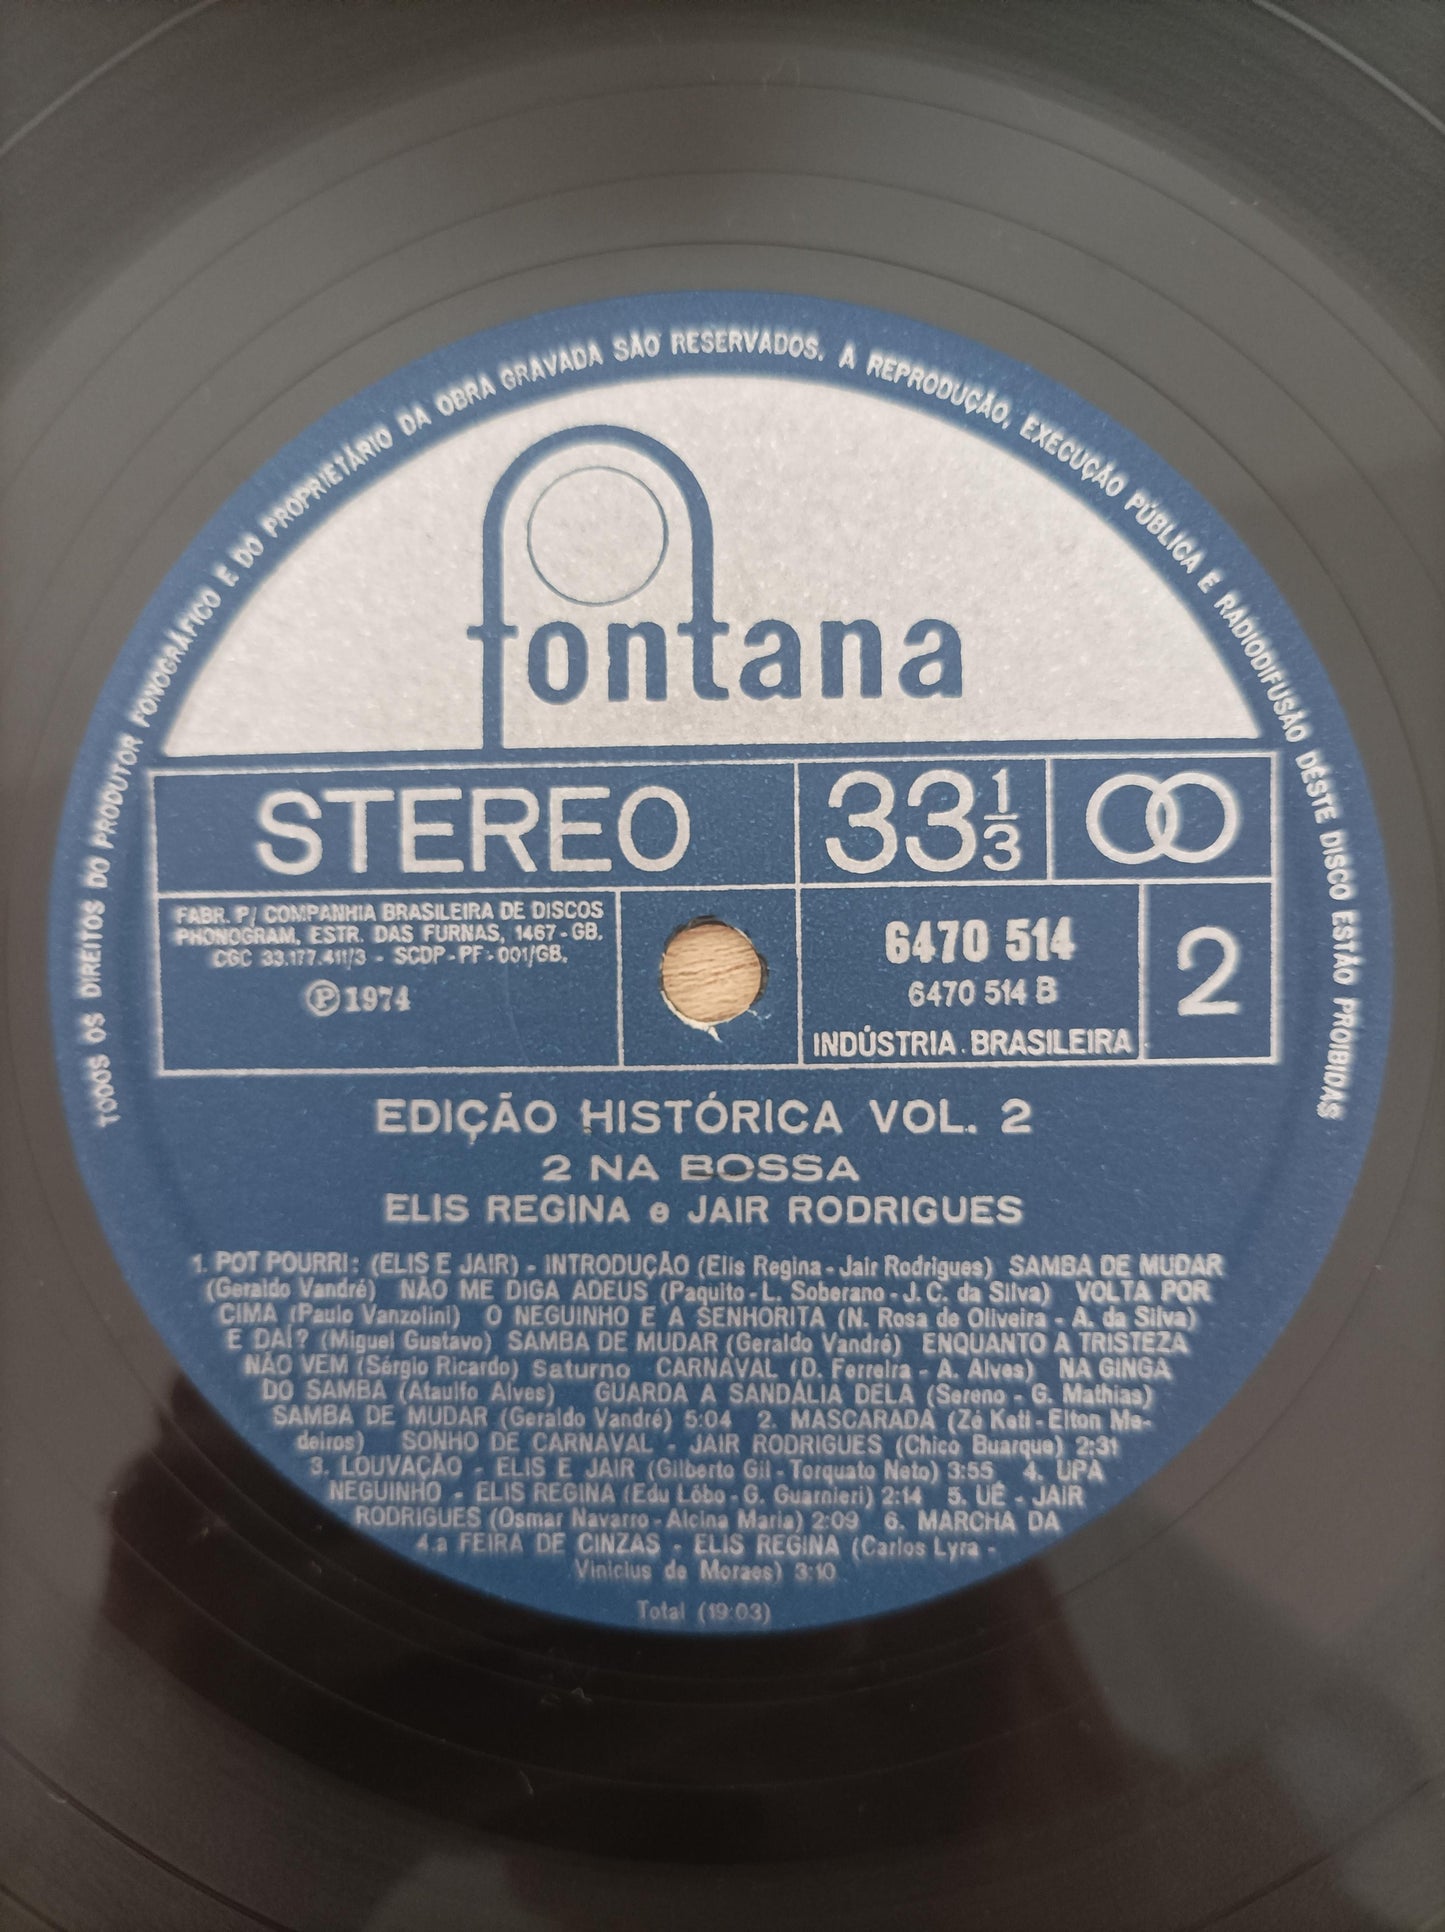 TODOS OS DIREITOS DO PRODUTOR FONOGRÁFICO E DO PROPRIETÁRIO DA OBRA GRAVADA SÃO RESERVADOS. A REPRODUÇÃO, EXECUÇÃO PÚBLICA E RADIODIFUSÃO DÉSTE DISCO ESTÃO PROIBIDAS
fontana
STEREO
33 1/3
FABR. P/ COMPANHIA BRASILEIRA DE DISCOS
PHONOGRAM, ESTR. DAS FURNAS, 1467 - GB.
CGC 33.177.411/3 - SCDP - PF - 001/GB.
℗ 1974
6470 514
6470 514 B
INDÚSTRIA BRASILEIRA
2
EDIÇÃO HISTÓRICA VOL. 2
2 NA BOSSA
ELIS REGINA e JAIR RODRIGUES
1. POT POURRI: (ELIS E JAIR) - INTRODUÇÃO (Elis Regina - Jair Rodrigues) SAMBA DE MUDAR
(Geraldo Vandré) NÃO ME DIGA ADEUS (Paquito - L. Soberano - J. C. da Silva) VOLTA POR
CIMA (Paulo Vanzolini) O NEGUINHO E A SENHORITA (N. Rosa de Oliveira - A. da Silva)
E DAÍ? (Miguel Gustavo) SAMBA DE MUDAR (Geraldo Vandré) ENQUANTO A TRISTEZA
NÃO VEM (Sérgio Ricardo) Saturno CARNAVAL (D. Ferreira - A. Alves) NA GINGA
DO SAMBA (Ataulfo Alves) GUARDA A SANDÁLIA DELA (Sereno - G. Mathias)
SAMBA DE MUDAR (Geraldo Vandré) 5:04 2. MASCARADA (Zé Keti - Elton Me-
deiros) SONHO DE CARNAVAL - JAIR RODRIGUES (Chico Buarque) 2:31
3. LOUVAÇÃO - ELIS E JAIR (Gilberto Gil - Torquato Neto) 3:55 4. UPA
NEGUINHO - ELIS REGINA (Edu Lôbo - G. Guarnieri) 2:14 5. UÊ - JAIR
RODRIGUES (Osmar Navarro - Alcina Maria) 2:09 6. MARCHA DA
4.a FEIRA DE CINZAS - ELIS REGINA (Carlos Lyra -
Vinicius de Moraes) 3:10
Total (19:03)